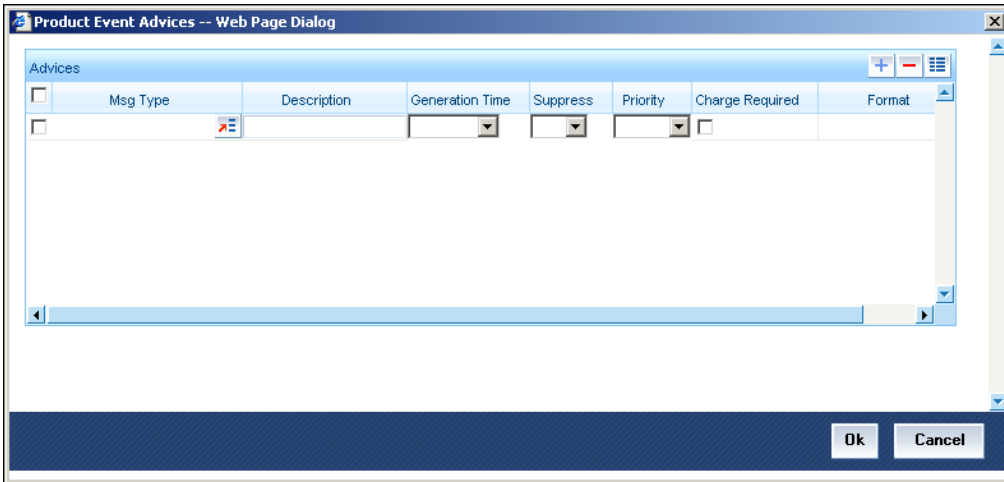 Product Event Advices -- Web Page Dialog
Advices
Msg Type Description Generation Time Suppress Priority Charge Required Format
Ok Cancel